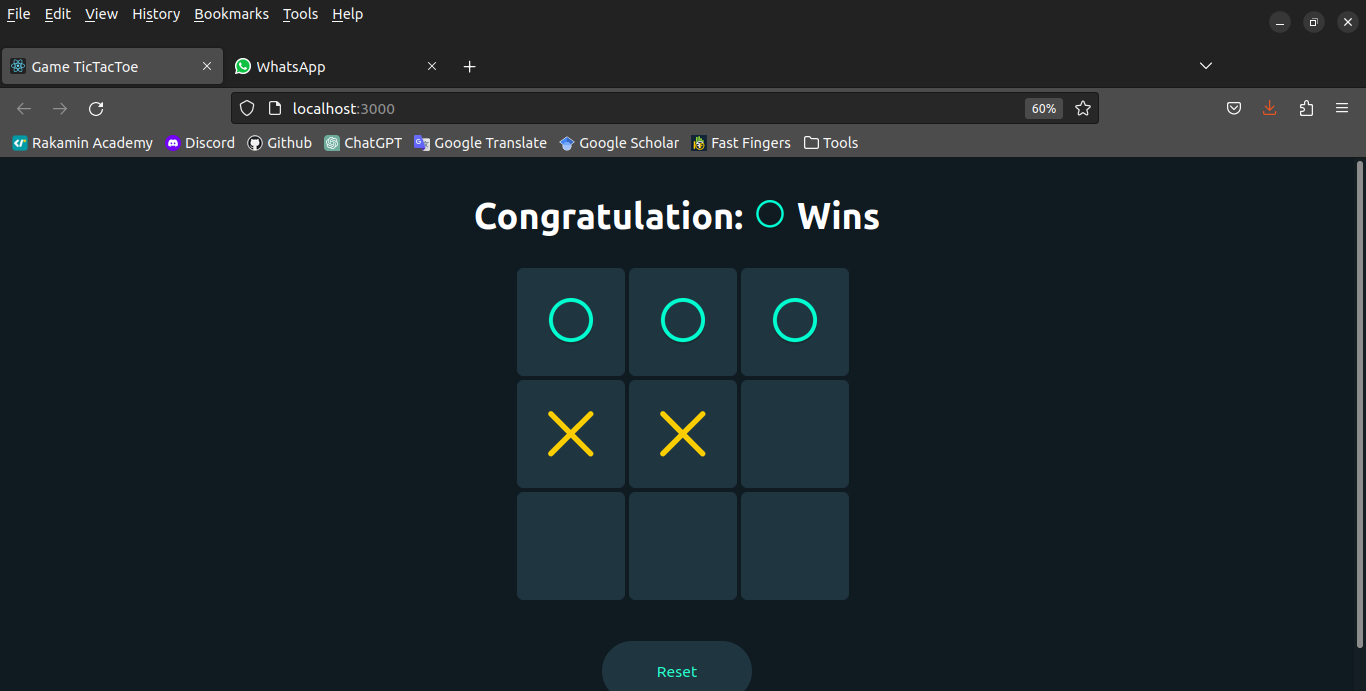 File Edit View History Bookmarks Tools Help
Game TicTacToe WhatsApp
localhost:3000 60%
Rakamin Academy Discord Github ChatGPT Google Translate Google Scholar Fast Fingers Tools
Congratulation: O Wins
O O O
X X
Reset